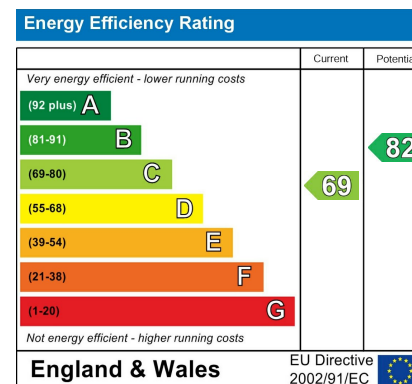 Energy Efficiency Rating
Current Potentia
Very energy efficient - lower running costs
(92 plus) A
(81-91) B
82
(69-80) C
69
(55-68) D
(39-54) E
(21-38) F
(1-20) G
Not energy efficient - higher running costs
England & Wales
EU Directive
2002/91/EC